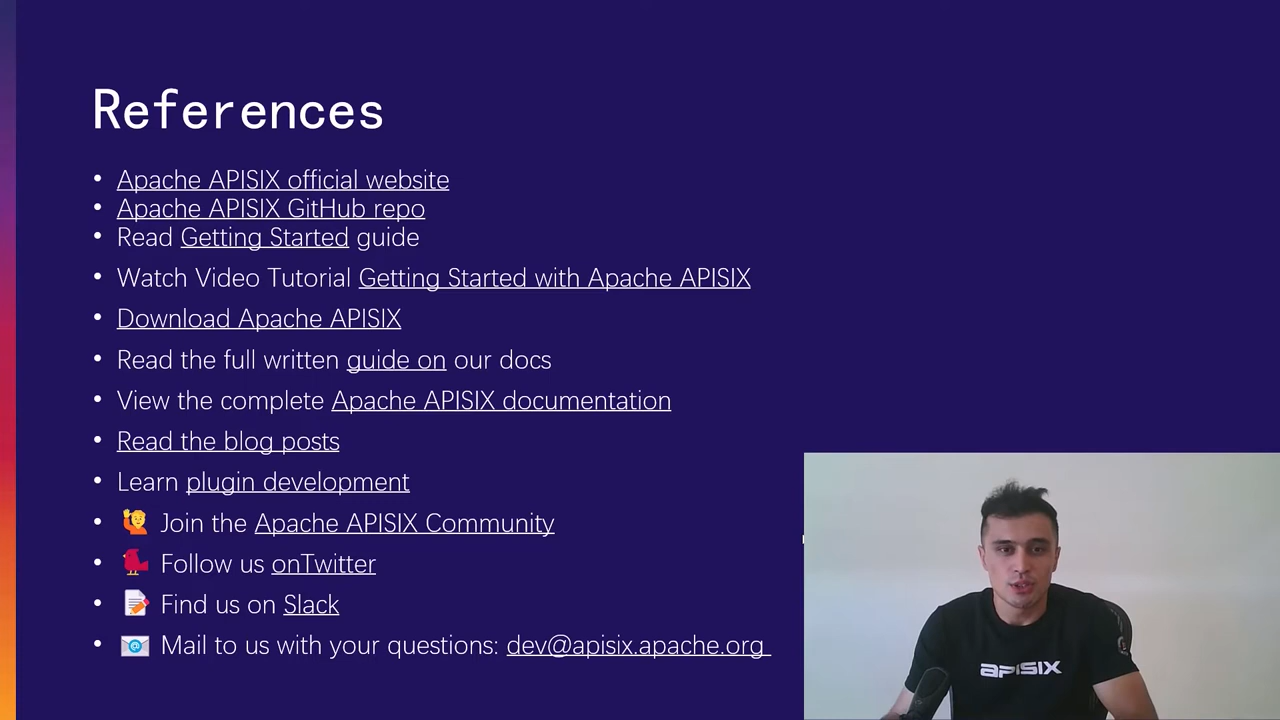 References
• Apache APISIX official website
• Apache APISIX GitHub repo
• Read Getting Started guide
• Watch Video Tutorial Getting Started with Apache APISIX
• Download Apache APISIX
• Read the full written guide on our docs
• View the complete Apache APISIX documentation
• Read the blog posts
• Learn plugin development
• 🙋 Join the Apache APISIX Community
• 🐦 Follow us onTwitter
• 📝 Find us on Slack
• 📧 Mail to us with your questions: dev@apisix.apache.org
APISIX